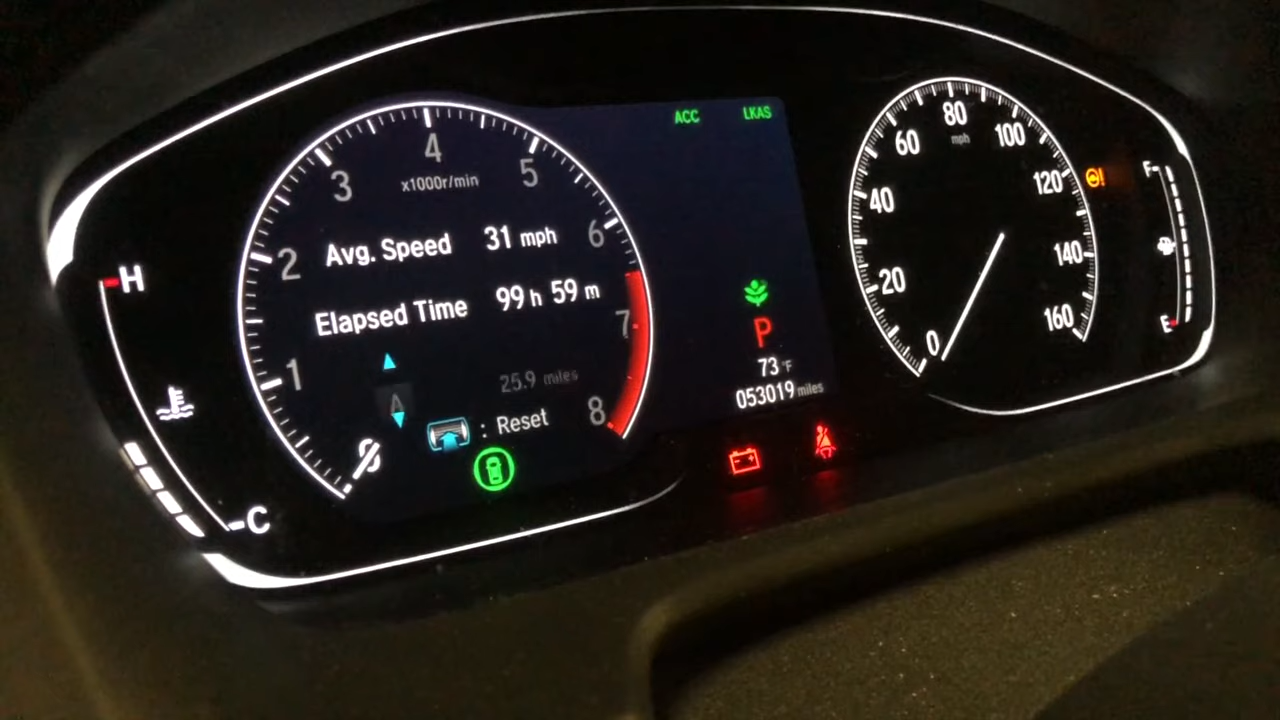 ACC LKAS
4
x1000r/min
3
5
2
6
1
7
8
0
Avg. Speed 31 mph
Elapsed Time 99 h 59 m
A
25.9 miles
: Reset
H
C
P
73 °F
053019 miles
80
mph
60
100
40
120
20
140
0
160
F
E